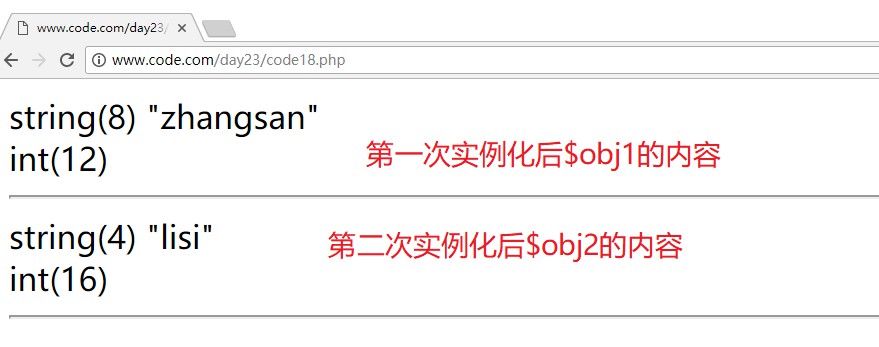 www.code.com/day23/
www.code.com/day23/code18.php
string(8) "zhangsan"
int(12)
第一次实例化后$obj1的内容
string(4) "lisi"
第二次实例化后$obj2的内容
int(16)